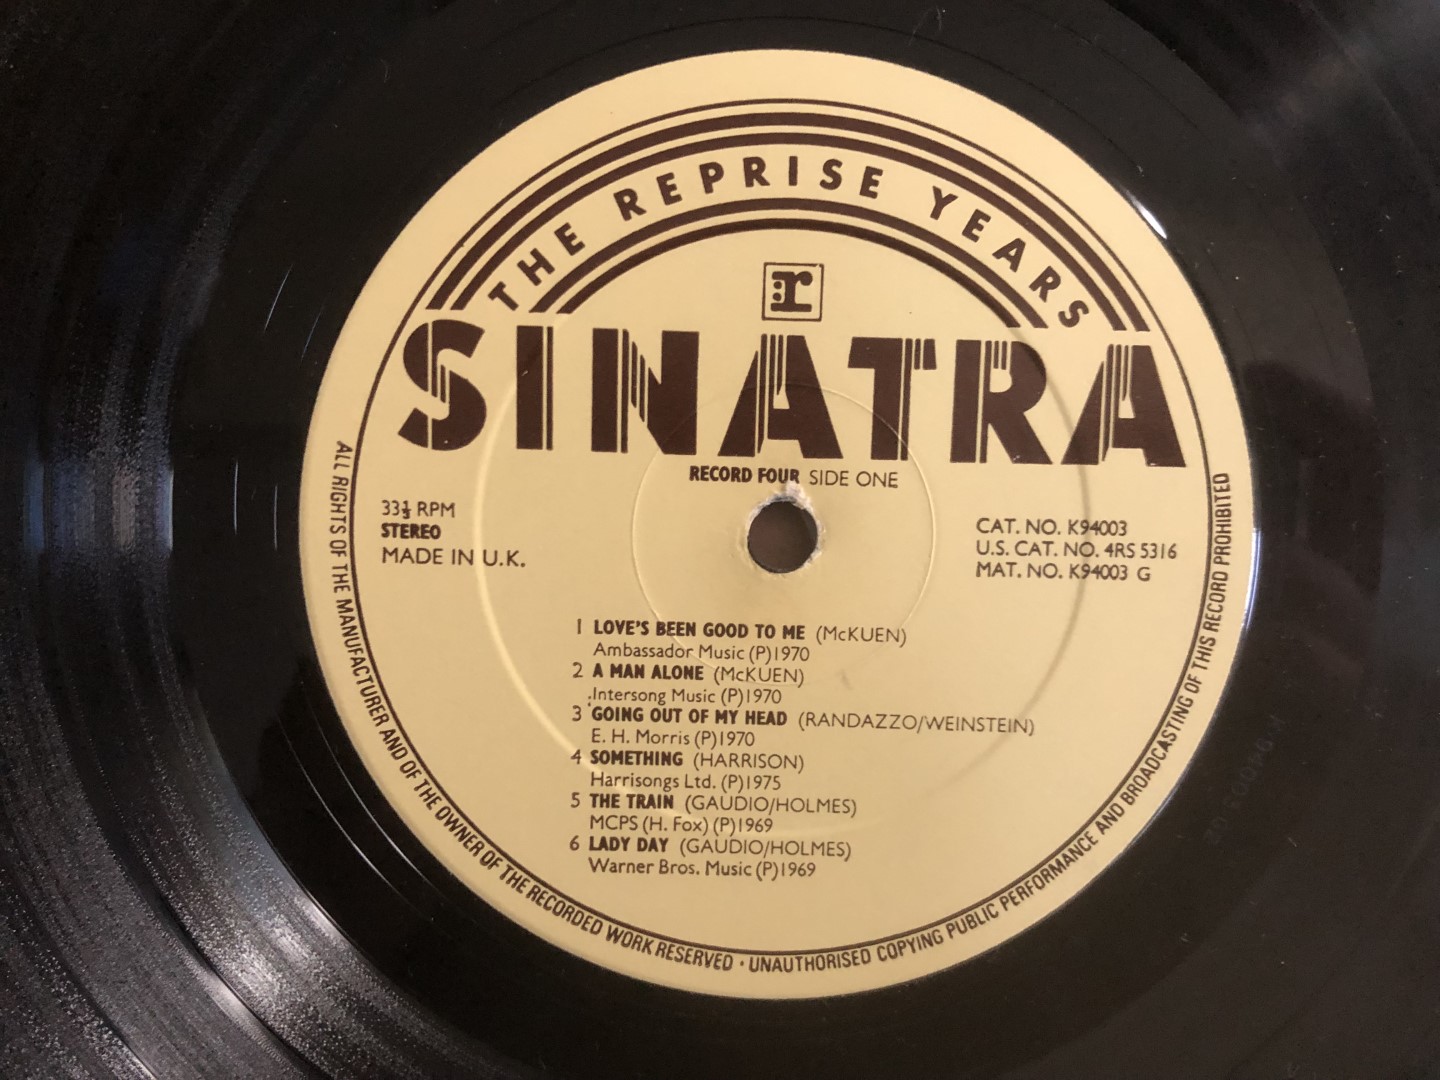 THE REPRISE YEARS
r
SINATRA
RECORD FOUR SIDE ONE
33⅓ RPM
STEREO
MADE IN U.K.
CAT. NO. K94003
U.S. CAT. NO. 4RS 5316
MAT. NO. K94003 G
1 LOVE'S BEEN GOOD TO ME (McKUEN)
Ambassador Music (P)1970
2 A MAN ALONE (McKUEN)
Intersong Music (P)1970
3 GOING OUT OF MY HEAD (RANDAZZO/WEINSTEIN)
E. H. Morris (P)1970
4 SOMETHING (HARRISON)
Harrisongs Ltd. (P)1975
5 THE TRAIN (GAUDIO/HOLMES)
MCPS (H. Fox) (P)1969
6 LADY DAY (GAUDIO/HOLMES)
Warner Bros. Music (P)1969
ALL RIGHTS OF THE MANUFACTURER AND OF THE OWNER OF THE RECORDED WORK RESERVED · UNAUTHORISED COPYING PUBLIC PERFORMANCE AND BROADCASTING OF THIS RECORD PROHIBITED